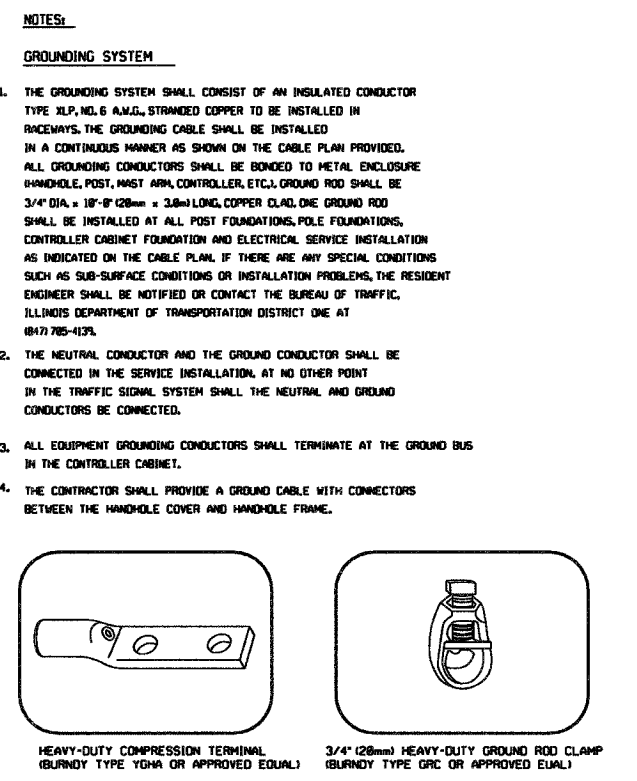 NOTES:
GROUNDING SYSTEM
1. THE GROUNDING SYSTEM SHALL CONSIST OF AN INSULATED CONDUCTOR
TYPE XLP, NO. 6 A.W.G., STRANDED COPPER TO BE INSTALLED IN
RACEWAYS. THE GROUNDING CABLE SHALL BE INSTALLED
IN A CONTINUOUS MANNER AS SHOWN ON THE CABLE PLAN PROVIDED.
ALL GROUNDING CONDUCTORS SHALL BE BONDED TO METAL ENCLOSURE
(HANDHOLE, POST, MAST ARM, CONTROLLER, ETC.). GROUND ROD SHALL BE
3/4" DIA. x 10'-0" (20mm x 3.0m) LONG, COPPER CLAD, ONE GROUND ROD
SHALL BE INSTALLED AT ALL POST FOUNDATIONS, POLE FOUNDATIONS,
CONTROLLER CABINET FOUNDATION AND ELECTRICAL SERVICE INSTALLATION
AS INDICATED ON THE CABLE PLAN. IF THERE ARE ANY SPECIAL CONDITIONS
SUCH AS SUB-SURFACE CONDITIONS OR INSTALLATION PROBLEMS, THE RESIDENT
ENGINEER SHALL BE NOTIFIED OR CONTACT THE BUREAU OF TRAFFIC,
ILLINOIS DEPARTMENT OF TRANSPORTATION DISTRICT ONE AT
(847) 705-4139.
2. THE NEUTRAL CONDUCTOR AND THE GROUND CONDUCTOR SHALL BE
CONNECTED IN THE SERVICE INSTALLATION. AT NO OTHER POINT
IN THE TRAFFIC SIGNAL SYSTEM SHALL THE NEUTRAL AND GROUND
CONDUCTORS BE CONNECTED.
3. ALL EQUIPMENT GROUNDING CONDUCTORS SHALL TERMINATE AT THE GROUND BUS
IN THE CONTROLLER CABINET.
4. THE CONTRACTOR SHALL PROVIDE A GROUND CABLE WITH CONNECTORS
BETWEEN THE HANDHOLE COVER AND HANDHOLE FRAME.
HEAVY-DUTY COMPRESSION TERMINAL
(BURNDY TYPE YGHA OR APPROVED EQUAL)
3/4" (20mm) HEAVY-DUTY GROUND ROD CLAMP
(BURNDY TYPE GRC OR APPROVED EUAL)